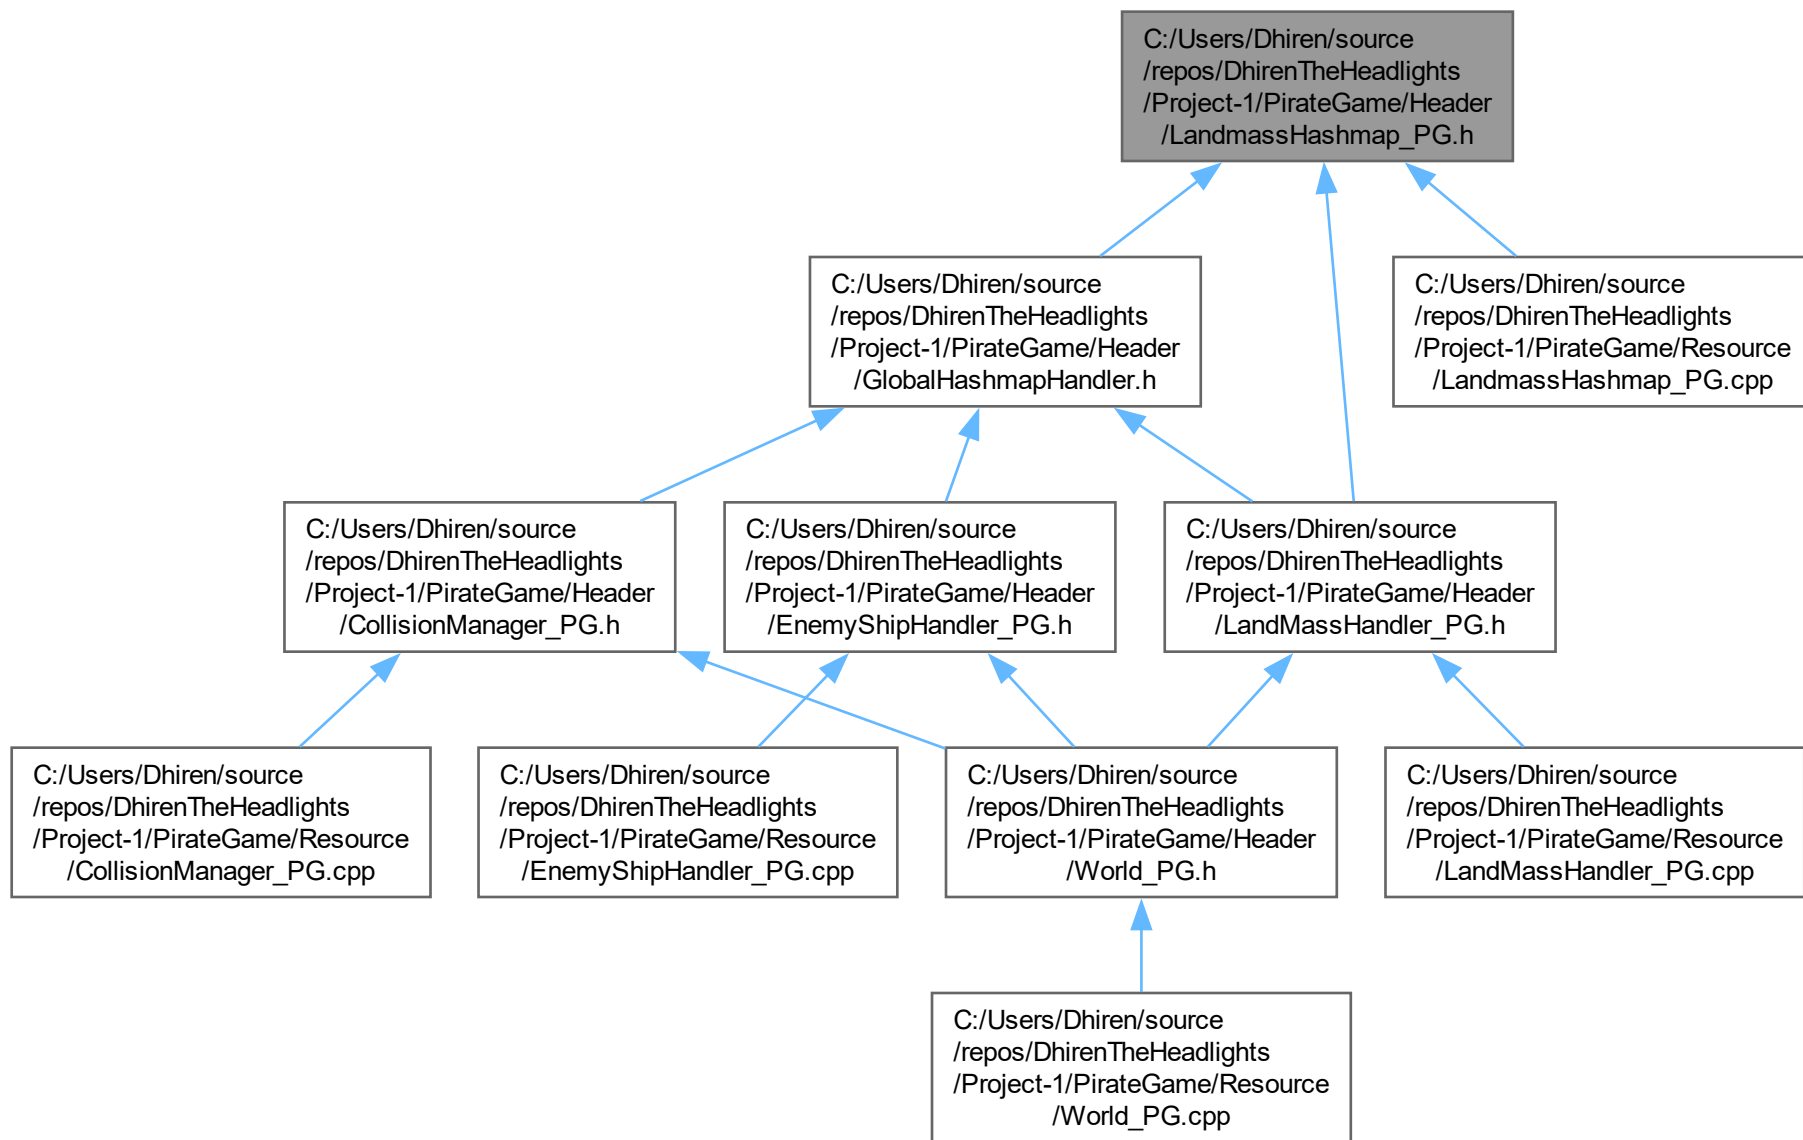 C:/Users/Dhiren/source
/repos/DhirenTheHeadlights
/Project-1/PirateGame/Header
/LandmassHashmap_PG.h
C:/Users/Dhiren/source
/repos/DhirenTheHeadlights
/Project-1/PirateGame/Header
/GlobalHashmapHandler.h
C:/Users/Dhiren/source
/repos/DhirenTheHeadlights
/Project-1/PirateGame/Resource
/LandmassHashmap_PG.cpp
C:/Users/Dhiren/source
/repos/DhirenTheHeadlights
/Project-1/PirateGame/Header
/CollisionManager_PG.h
C:/Users/Dhiren/source
/repos/DhirenTheHeadlights
/Project-1/PirateGame/Header
/EnemyShipHandler_PG.h
C:/Users/Dhiren/source
/repos/DhirenTheHeadlights
/Project-1/PirateGame/Header
/LandMassHandler_PG.h
C:/Users/Dhiren/source
/repos/DhirenTheHeadlights
/Project-1/PirateGame/Resource
/CollisionManager_PG.cpp
C:/Users/Dhiren/source
/repos/DhirenTheHeadlights
/Project-1/PirateGame/Resource
/EnemyShipHandler_PG.cpp
C:/Users/Dhiren/source
/repos/DhirenTheHeadlights
/Project-1/PirateGame/Header
/World_PG.h
C:/Users/Dhiren/source
/repos/DhirenTheHeadlights
/Project-1/PirateGame/Resource
/LandMassHandler_PG.cpp
C:/Users/Dhiren/source
/repos/DhirenTheHeadlights
/Project-1/PirateGame/Resource
/World_PG.cpp